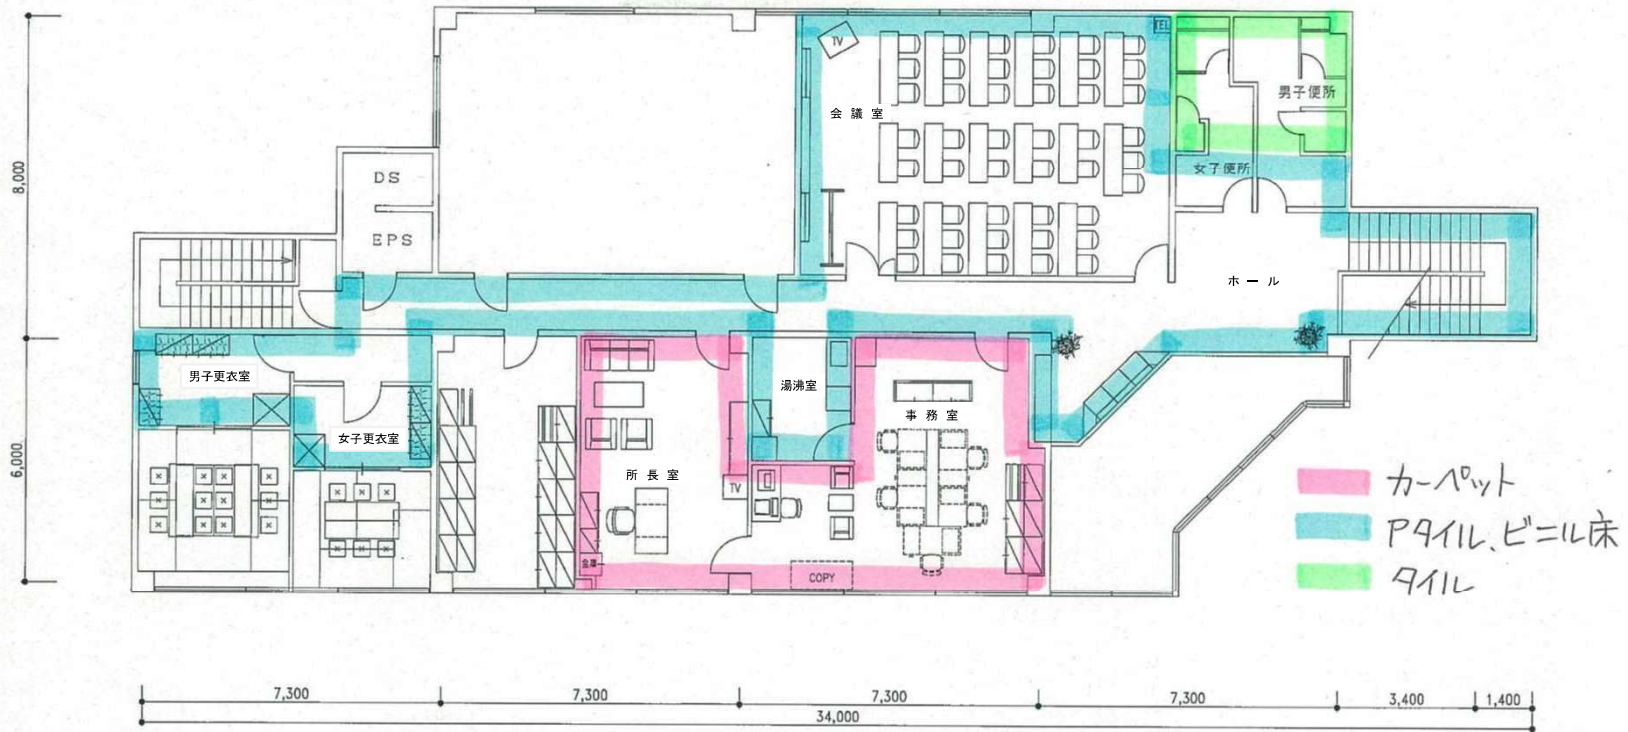 TV
TEL
会議室
男子便所
女子便所
8,000
DS
EPS
ホール
男子更衣室
女子更衣室
湯沸室
事務室
所長室
6,000
TV
金庫
COPY
カーペット
Pタイル、ビニル床
タイル
7,300
7,300
7,300
7,300
3,400
1,400
34,000